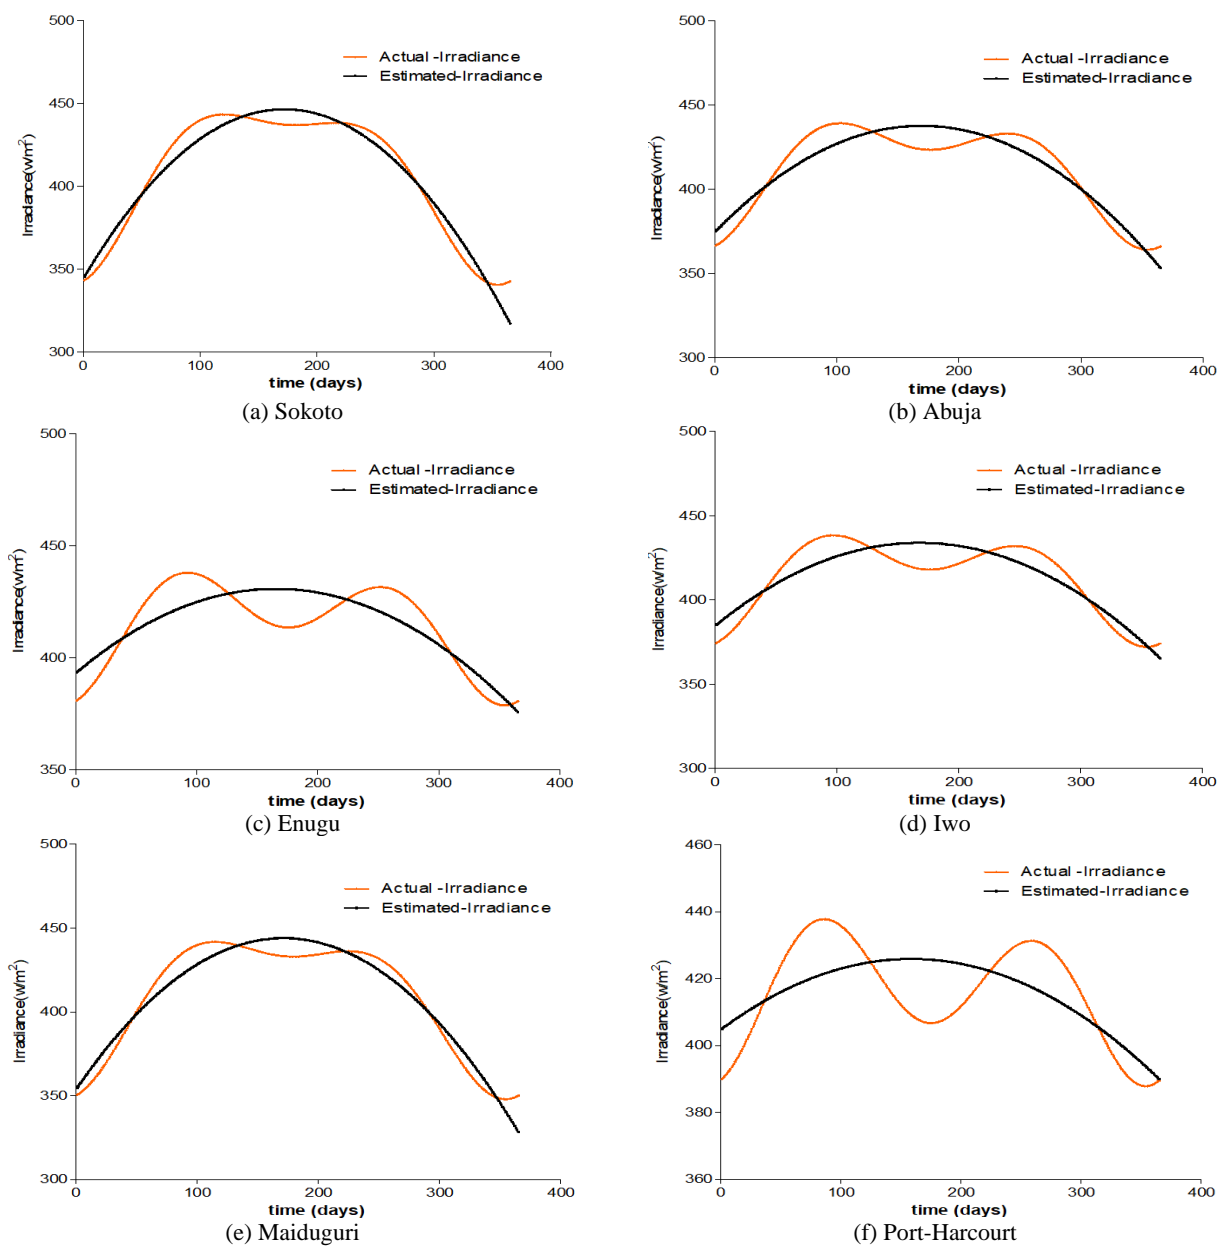 500
450
400
350
300
Irradiance(w/m²)
Actual -Irradiance
Estimated-Irradiance
0 100 200 300 400
time (days)
(a) Sokoto
500
450
400
350
300
Irradiance(w/m²)
Actual -Irradiance
Estimated-Irradiance
0 100 200 300 400
time (days)
(b) Abuja
500
450
400
350
Irradiance(w/m²)
Actual -Irradiance
Estimated-Irradiance
0 100 200 300 400
time (days)
(c) Enugu
500
450
400
350
300
Irradiance(w/m²)
Actual -Irradiance
Estimated-Irradiance
0 100 200 300 400
time (days)
(d) Iwo
500
450
400
350
300
Irradiance(w/m²)
Actual -Irradiance
Estimated-Irradiance
0 100 200 300 400
time (days)
(e) Maiduguri
460
440
420
400
380
360
Irradiance(w/m²)
Actual -Irradiance
Estimated-Irradiance
0 100 200 300 400
time (days)
(f) Port-Harcourt